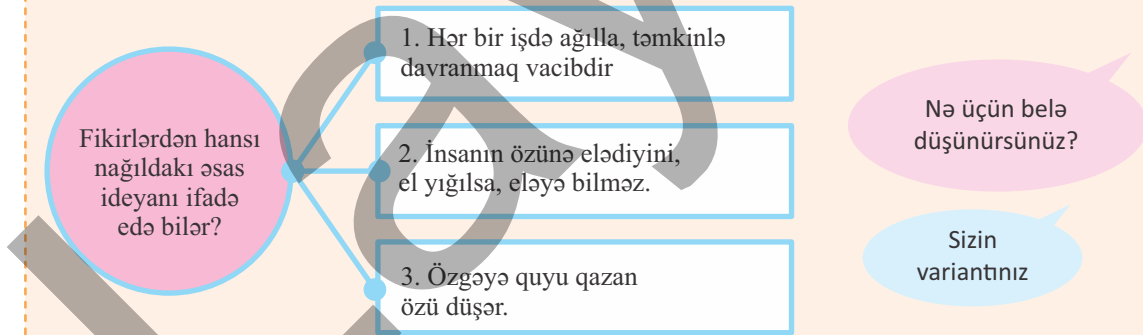 Fikirlərdən hansı
nağıldakı əsas
ideyanı ifadə
edə bilər?
1. Hər bir işdə ağılla, təmkinlə
davranmaq vacibdir
2. İnsanın özünə elədiyini,
el yığılsa, eləyə bilməz.
3. Özgəyə quyu qazan
özü düşər.
Nə üçün belə
düşünürsünüz?
Sizin
variantınız